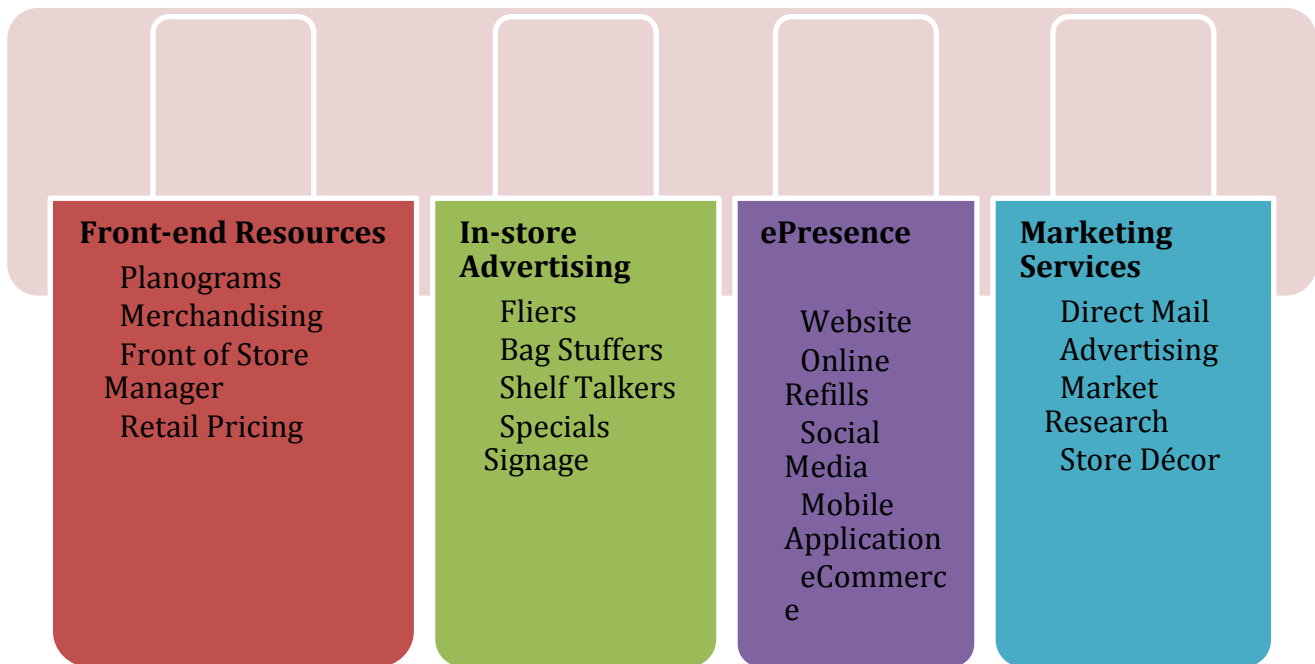 Front-end Resources
Planograms
Merchandising
Front of Store
Manager
Retail Pricing
In-store
Advertising
Fliers
Bag Stuffers
Shelf Talkers
Specials
Signage
ePresence
Website
Online
Refills
Social
Media
Mobile
Application
eCommerc
e
Marketing
Services
Direct Mail
Advertising
Market
Research
Store Décor